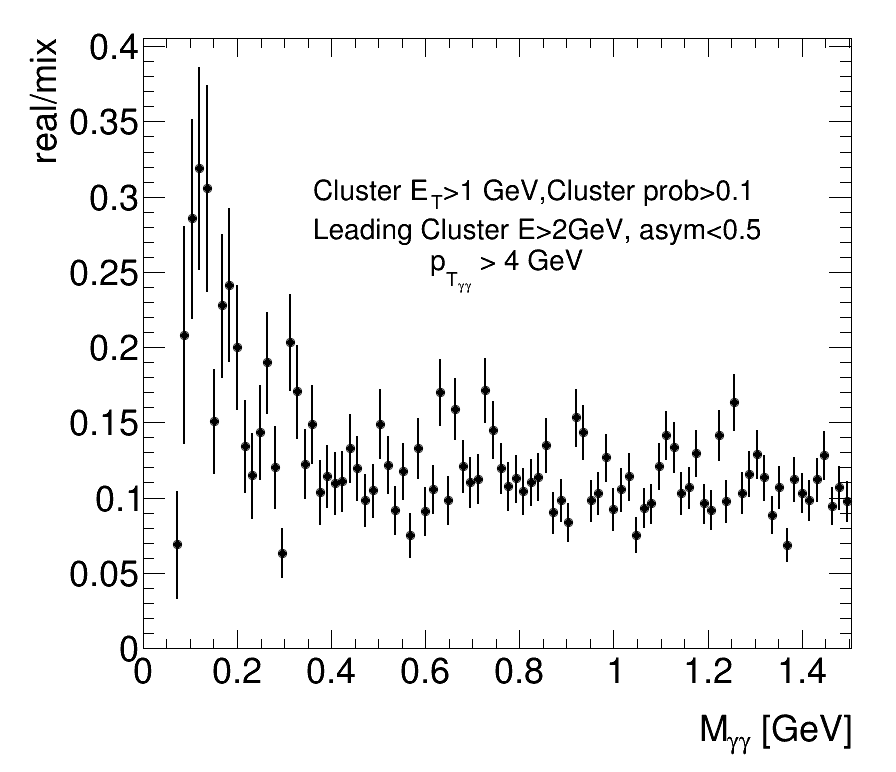 real/mix
0.4
0.35
0.3
0.25
0.2
0.15
0.1
0.05
0
Cluster E_T>1 GeV,Cluster prob>0.1
Leading Cluster E>2GeV, asym<0.5
p_Tγγ > 4 GeV
0 0.2 0.4 0.6 0.8 1 1.2 1.4
M_γγ [GeV]